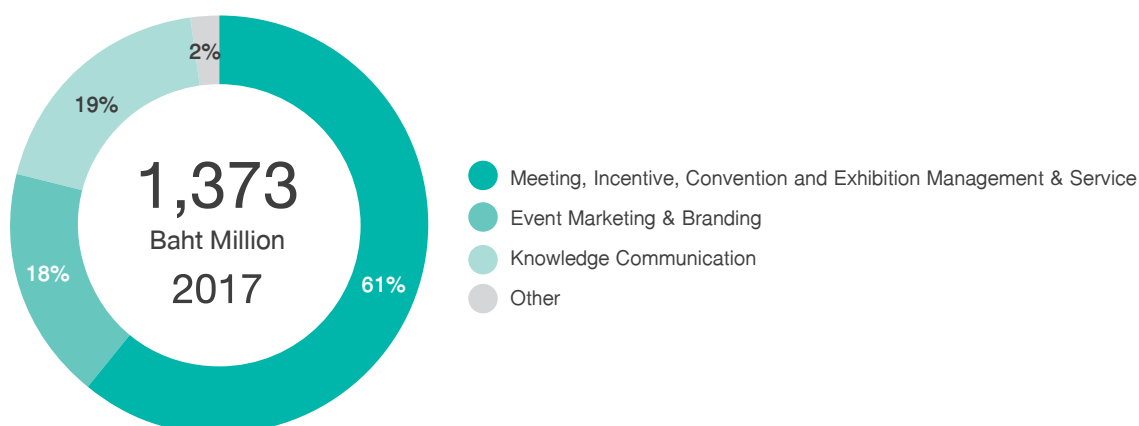 2%
19%
1,373
Baht Million
2017
18%
61%
Meeting, Incentive, Convention and Exhibition Management & Service
Event Marketing & Branding
Knowledge Communication
Other